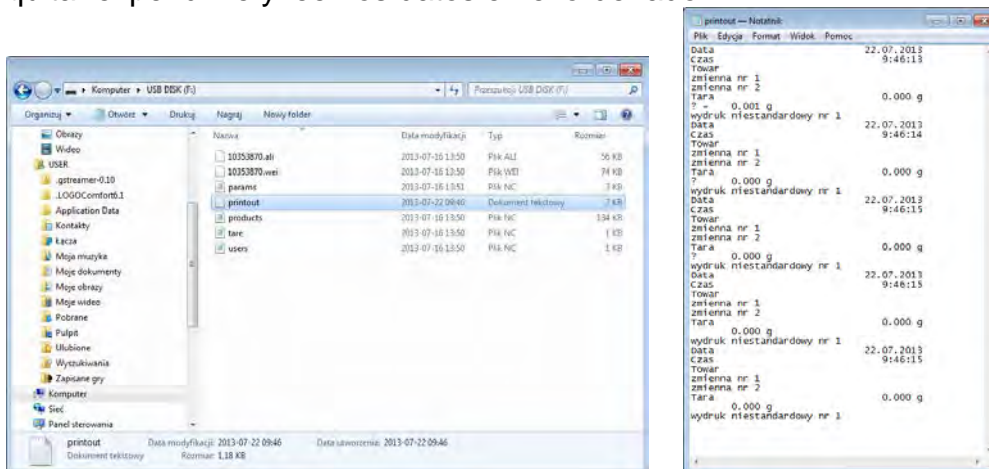 Komputer ▸ USB DISK (F:)
Przeszukaj: USB DISK (F:)
Organizuj Otwórz Drukuj Nagraj Nowy folder
Obrazy
Wideo
USER
.gstreamer-0.10
.LOGOComfort6.1
Application Data
Kontakty
Łącza
Moja muzyka
Moje dokumenty
Moje obrazy
Moje wideo
Pobrane
Pulpit
Ulubione
Wyszukiwania
Zapisane gry
Komputer
Sieć
Panel sterowania
Nazwa Data modyfikacji Typ Rozmiar
10353870.ali 2013-07-16 13:50 Plik ALI 56 KB
10353870.wei 2013-07-16 13:50 Plik WEI 74 KB
params 2013-07-16 13:51 Plik NC 3 KB
printout 2013-07-22 09:46 Dokument tekstowy
products 2013-07-16 13:50 Plik NC 134 KB
tare 2013-07-16 13:50 Plik NC 1 KB
users 2013-07-16 13:50 Plik NC 1 KB
printout Data modyfikacji: 2013-07-22 09:46 Data utworzenia: 2013-07-22 09:46
Dokument tekstowy Rozmiar: 1,18 KB
printout — Notatnik
Plik Edycja Format Widok Pomoc
Data 22.07.2013
Czas 9:46:13
Towar
zmienna nr 1
zmienna nr 2
Tara 0.000 g
? - 0.001 g
wydruk niestandardowy nr 1
Data 22.07.2013
Czas 9:46:14
Towar
zmienna nr 1
zmienna nr 2
Tara 0.000 g
? 0.000 g
wydruk niestandardowy nr 1
Data 22.07.2013
Czas 9:46:15
Towar
zmienna nr 1
zmienna nr 2
Tara 0.000 g
? 0.000 g
wydruk niestandardowy nr 1
Data 22.07.2013
Czas 9:46:15
Towar
zmienna nr 1
zmienna nr 2
Tara 0.000 g
0.000 g
wydruk niestandardowy nr 1
Data 22.07.2013
Czas 9:46:15
Towar
zmienna nr 1
zmienna nr 2
Tara 0.000 g
0.000 g
wydruk niestandardowy nr 1